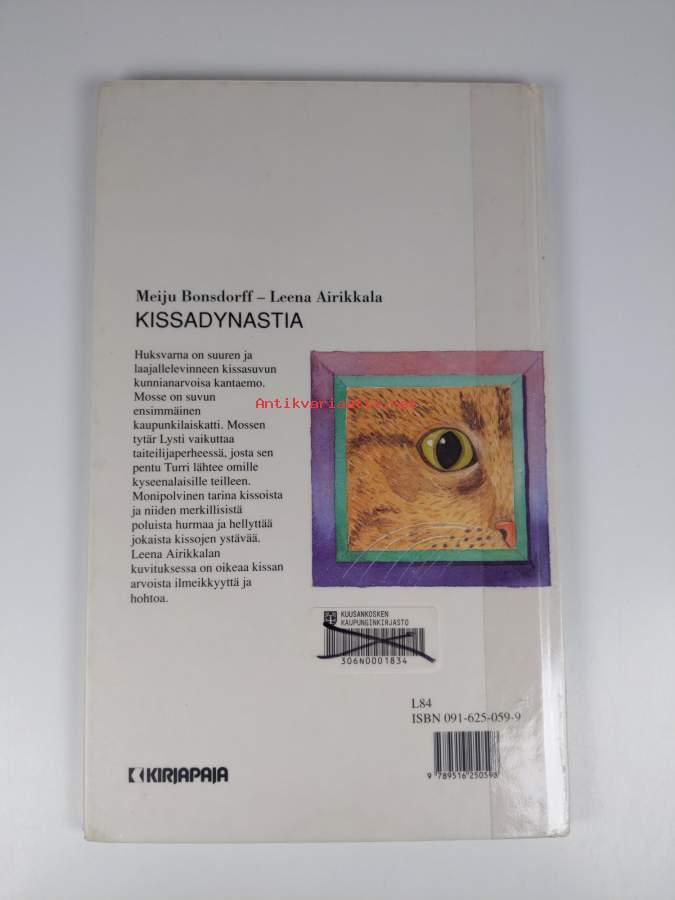 Meiju Bonsdorff – Leena Airikkala
KISSADYNASTIA
Huksvarna on suuren ja
laajallelevinneen kissasuvun
kunnianarvoisa kantaemo.
Mosse on suvun
ensimmäinen
kaupunkilaiskatti. Mossen
tytär Lysti vaikuttaa
taiteilijaperheessä, josta sen
pentu Turri lähtee omille
kyseenalaisille teilleen.
Monipolvinen tarina kissoista
ja niiden merkillisistä
poluista hurmaa ja hellyttää
jokaista kissojen ystävää.
Leena Airikkalan
kuvituksessa on oikeaa kissan
arvoista ilmeikkyyttä ja
hohtoa.
Antikvariaatti.net
KUUSANKOSKEN
KAUPUNGINKIRJASTO
306N0001834
L84
ISBN 091-625-059-9
9 789516 250598
KIRJAPAJA